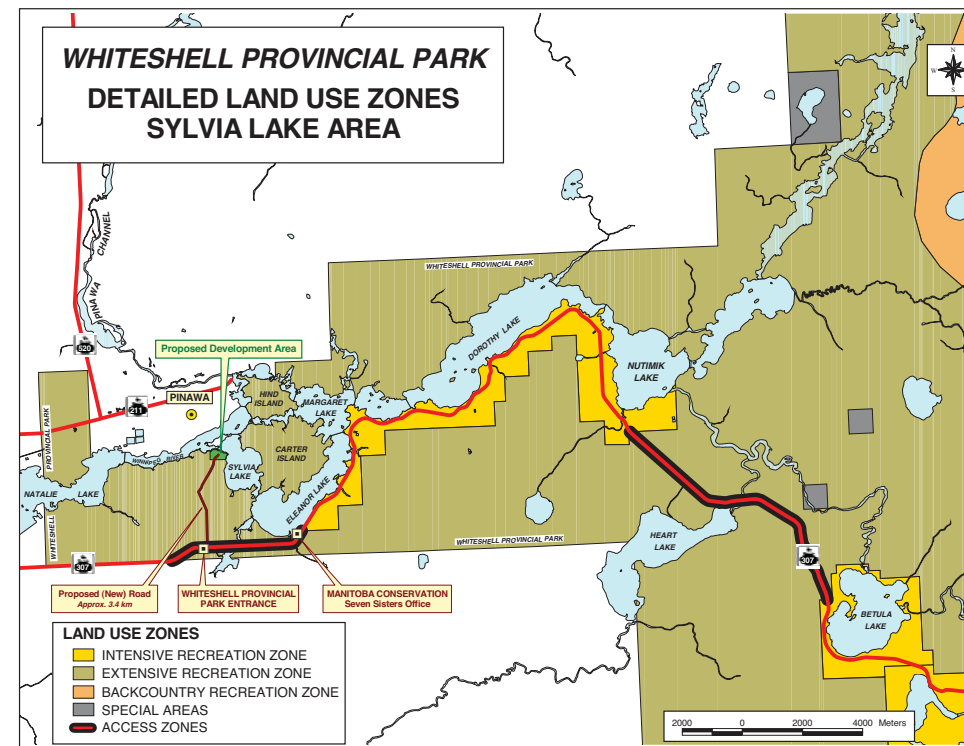 WHITESHELL PROVINCIAL PARK
DETAILED LAND USE ZONES
SYLVIA LAKE AREA
N
W
S
PINAWA
CHANNEL
WHITESHELL PROVINCIAL PARK
520
Proposed Development Area
211
PINAWA
HIND
ISLAND
MARGARET
LAKE
DOROTHY LAKE
NUTIMIK
LAKE
PROVINCIAL PARK
WHITESHELL
WINNIPEG RIVER
CARTER
ISLAND
SYLVIA
LAKE
NATALIE LAKE
ELEANOR LAKE
HEART
LAKE
WHITESHELL PROVINCIAL PARK
307
307
BETULA
LAKE
Proposed (New) Road
Approx. 3.4 km
WHITESHELL PROVINCIAL
PARK ENTRANCE
MANITOBA CONSERVATION
Seven Sisters Office
LAND USE ZONES
INTENSIVE RECREATION ZONE
EXTENSIVE RECREATION ZONE
BACKCOUNTRY RECREATION ZONE
SPECIAL AREAS
ACCESS ZONES
2000 0 2000 4000 Meters